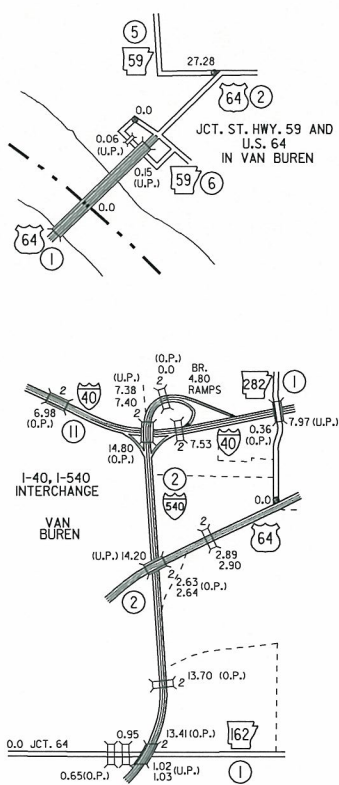 5
59
27.28
64
2
0.0
0.06
(U.P.)
JCT. ST. HWY. 59 AND
U.S. 64
IN VAN BUREN
0.15
(U.P.)
59
6
0.0
64
1
2
40
6.98
(O.P.)
11
(U.P.)
7.38
7.40
(O.P.)
0.0
2
BR.
4.80
RAMPS
282
1
2
7.97 (U.P.)
0.36
(O.P.)
2
7.53
40
14.80
(O.P.)
I-40, I-540
INTERCHANGE
VAN
BUREN
2
540
0.0
64
2
2.89
2.90
(U.P.) 14.20
2
2.63
2.64
(O.P.)
2
13.70 (O.P.)
2
13.41 (O.P.)
162
0.95
2
0.0 JCT. 64
1
0.65 (O.P.)
1.02
1.03
(U.P.)